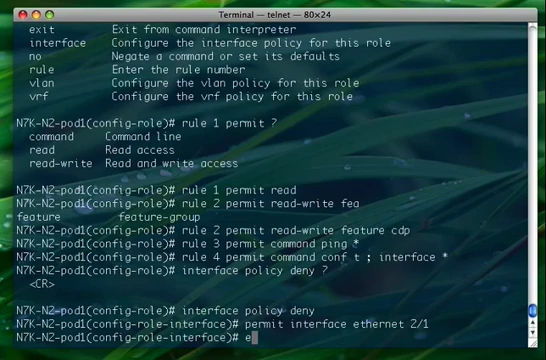 Terminal — telnet — 80×24
exit Exit from command interpreter
interface Configure the interface policy for this role
no Negate a command or set its defaults
rule Enter the rule number
vlan Configure the vlan policy for this role
vrf Configure the vrf policy for this role
N7K-N2-pod1(config-role)# rule 1 permit ?
command Command line
read Read access
read-write Read and write access
N7K-N2-pod1(config-role)# rule 1 permit read
N7K-N2-pod1(config-role)# rule 2 permit read-write fea
feature feature-group
N7K-N2-pod1(config-role)# rule 2 permit read-write feature cdp
N7K-N2-pod1(config-role)# rule 3 permit command ping *
N7K-N2-pod1(config-role)# rule 4 permit command conf t ; interface *
N7K-N2-pod1(config-role)# interface policy deny ?
<CR>
N7K-N2-pod1(config-role)# interface policy deny
N7K-N2-pod1(config-role-interface)# permit interface ethernet 2/1
N7K-N2-pod1(config-role-interface)# e